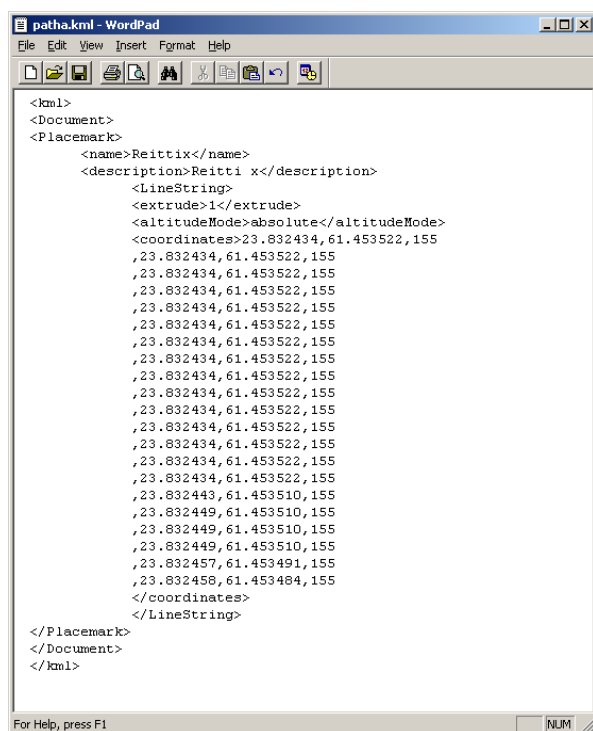 patha.kml - WordPad
File Edit View Insert Format Help
<kml>
<Document>
<Placemark>
<name>Reittix</name>
<description>Reitti x</description>
<LineString>
<extrude>1</extrude>
<altitudeMode>absolute</altitudeMode>
<coordinates>23.832434,61.453522,155
,23.832434,61.453522,155
,23.832434,61.453522,155
,23.832434,61.453522,155
,23.832434,61.453522,155
,23.832434,61.453522,155
,23.832434,61.453522,155
,23.832434,61.453522,155
,23.832434,61.453522,155
,23.832434,61.453522,155
,23.832434,61.453522,155
,23.832434,61.453522,155
,23.832434,61.453522,155
,23.832434,61.453522,155
,23.832434,61.453522,155
,23.832443,61.453510,155
,23.832449,61.453510,155
,23.832449,61.453510,155
,23.832449,61.453510,155
,23.832457,61.453491,155
,23.832458,61.453484,155
</coordinates>
</LineString>
</Placemark>
</Document>
</kml>
For Help, press F1 NUM